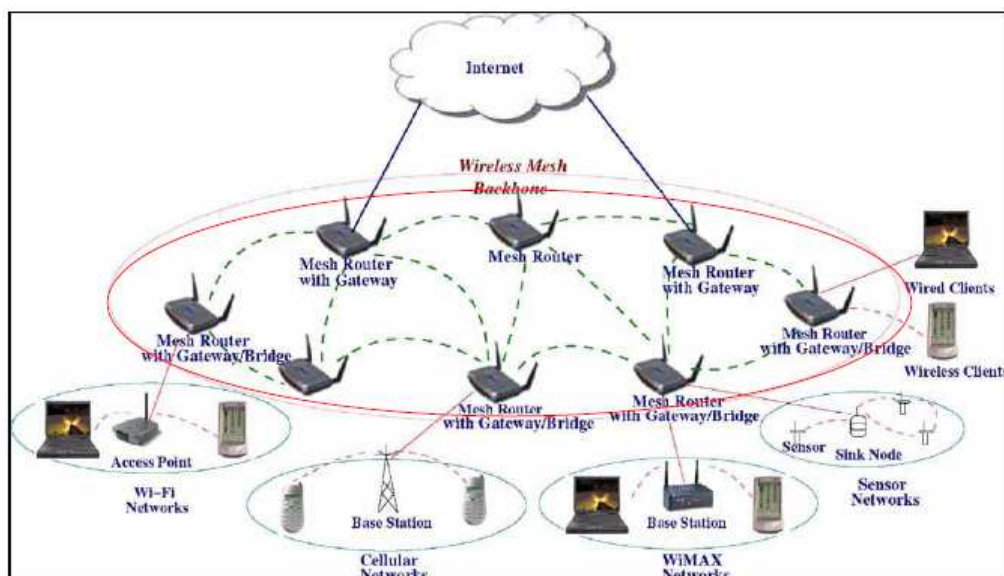 Internet
Wireless Mesh
Backbone
Mesh Router
with Gateway
Mesh Router
Mesh Router
with Gateway
Wired Clients
Mesh Router
with Gateway/Bridge
Mesh Router
with Gateway/Bridge
Wireless Clients
Mesh Router
with Gateway/Bridge
Mesh Router
with Gateway/Bridge
Access Point
Wi-Fi
Networks
Base Station
Cellular
Networks
Base Station
WiMAX
Networks
Sensor
Sink Node
Sensor
Networks